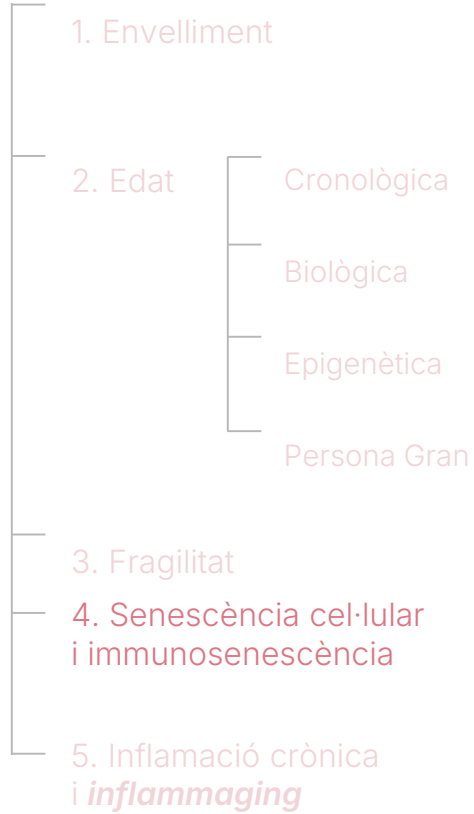 1. Envelliment
2. Edat
Cronològica
Biològica
Epigenètica
Persona Gran
3. Fragilitat
4. Senescència cel·lular
i immunosenescència
5. Inflamació crònica
i inflammaging